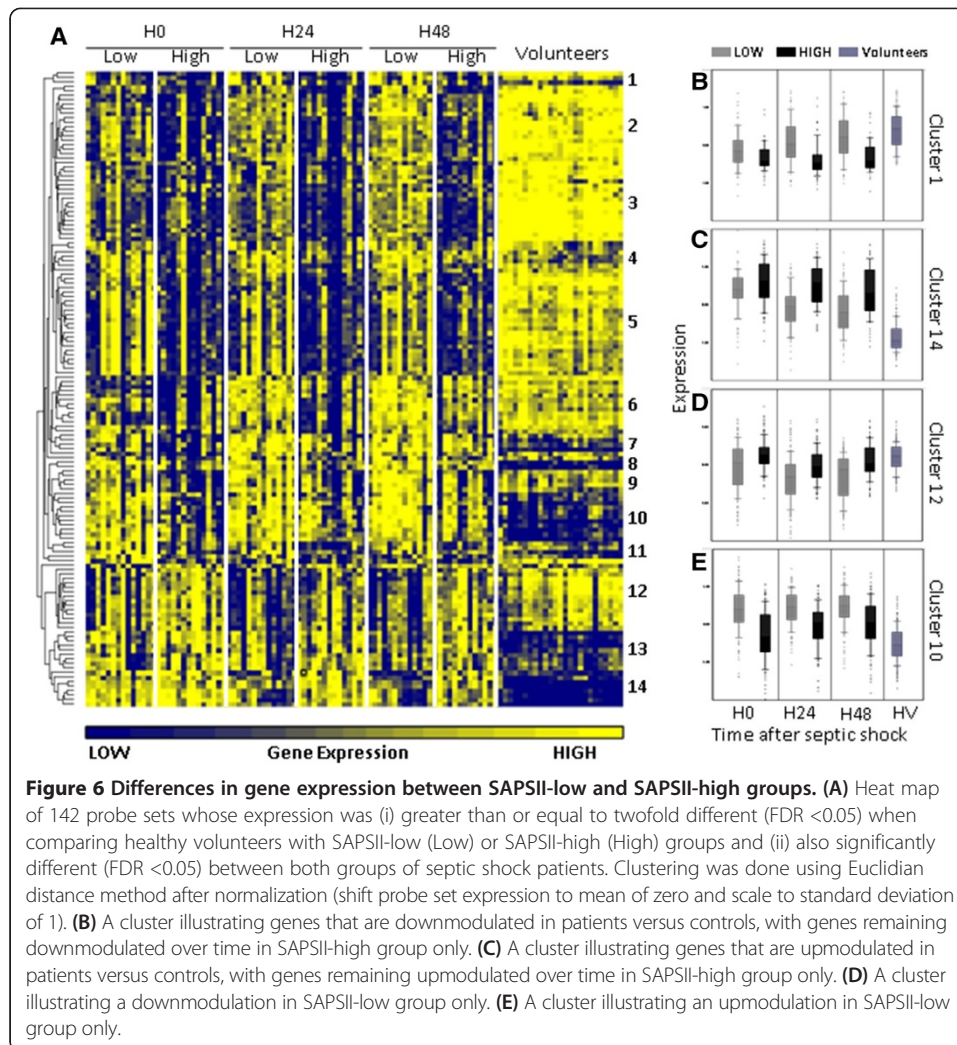 A
H0 H24 H48
Low High Low High Low High Volunteers
1
2
3
4
5
6
7
8
9
10
11
12
13
14
LOW Gene Expression HIGH
LOW HIGH Volunteers
B
Cluster 1
C
Cluster 14
D
Cluster 12
E
Cluster 10
Expression
H0 H24 H48 HV
Time after septic shock
Figure 6 Differences in gene expression between SAPSII-low and SAPSII-high groups. (A) Heat map
of 142 probe sets whose expression was (i) greater than or equal to twofold different (FDR <0.05) when
comparing healthy volunteers with SAPSII-low (Low) or SAPSII-high (High) groups and (ii) also significantly
different (FDR <0.05) between both groups of septic shock patients. Clustering was done using Euclidian
distance method after normalization (shift probe set expression to mean of zero and scale to standard deviation
of 1). (B) A cluster illustrating genes that are downmodulated in patients versus controls, with genes remaining
downmodulated over time in SAPSII-high group only. (C) A cluster illustrating genes that are upmodulated in
patients versus controls, with genes remaining upmodulated over time in SAPSII-high group only. (D) A cluster
illustrating a downmodulation in SAPSII-low group only. (E) A cluster illustrating an upmodulation in SAPSII-low
group only.